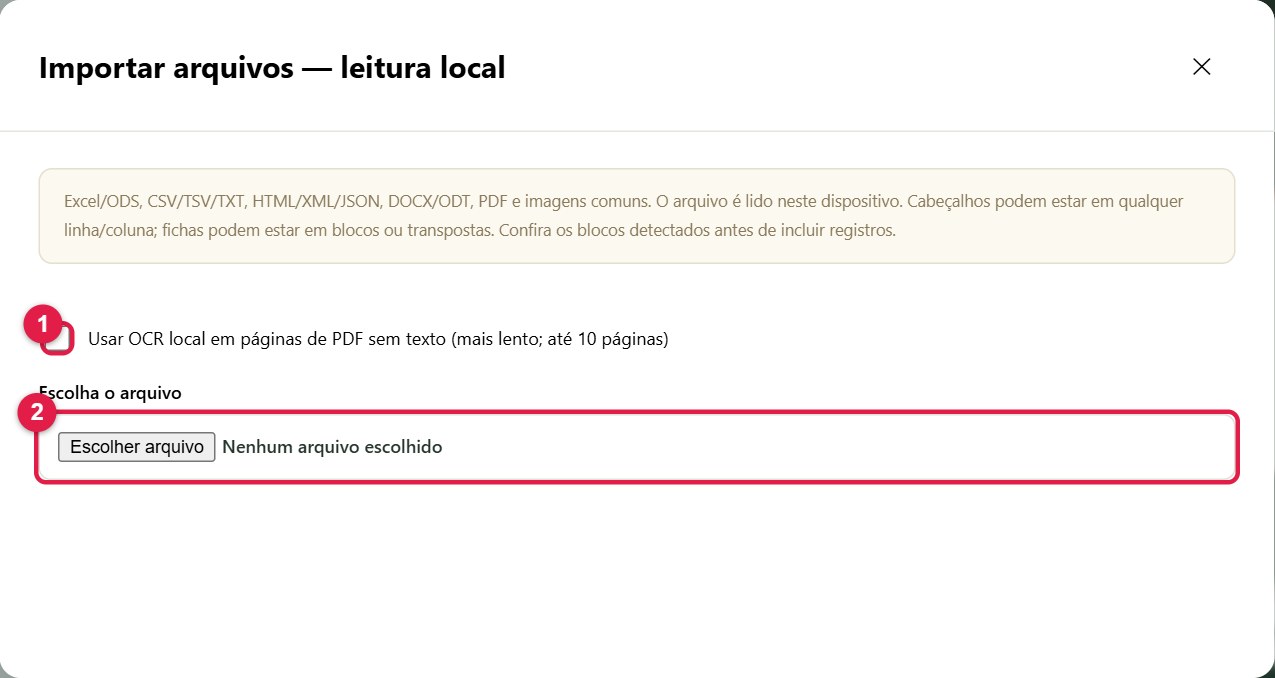 Importar arquivos — leitura local
Excel/ODS, CSV/TSV/TXT, HTML/XML/JSON, DOCX/ODT, PDF e imagens comuns. O arquivo é lido neste dispositivo. Cabeçalhos podem estar em qualquer
linha/coluna; fichas podem estar em blocos ou transpostas. Confira os blocos detectados antes de incluir registros.
1
Usar OCR local em páginas de PDF sem texto (mais lento; até 10 páginas)
Escolha o arquivo
2
Escolher arquivo Nenhum arquivo escolhido